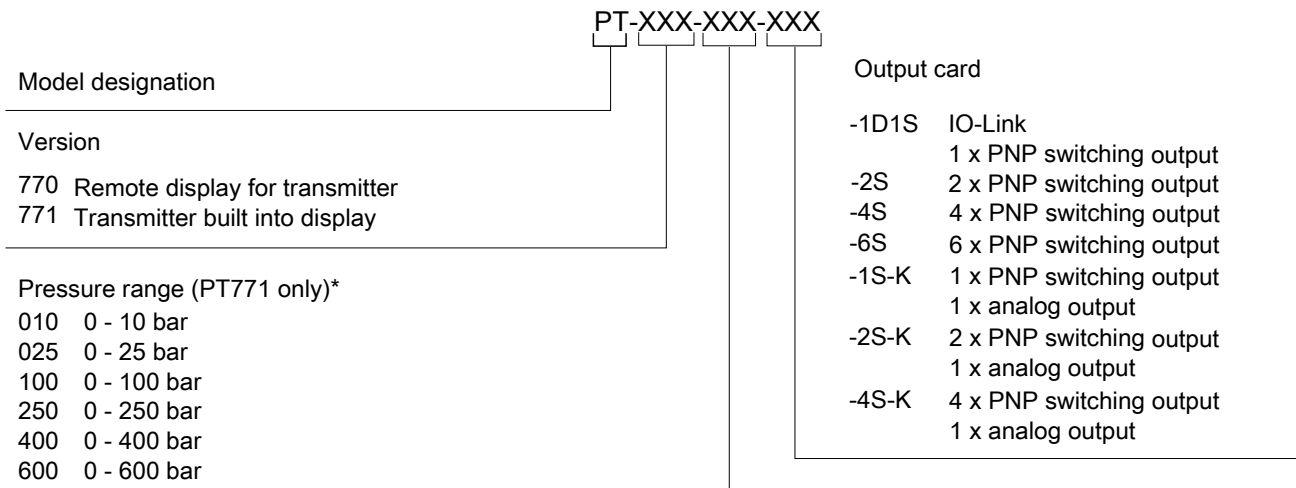 PT-XXX-XXX-XXX
Model designation
Version
770 Remote display for transmitter
771 Transmitter built into display
Pressure range (PT771 only)*
010 0 - 10 bar
025 0 - 25 bar
100 0 - 100 bar
250 0 - 250 bar
400 0 - 400 bar
600 0 - 600 bar
Output card
-1D1S IO-Link
1 x PNP switching output
-2S 2 x PNP switching output
-4S 4 x PNP switching output
-6S 6 x PNP switching output
-1S-K 1 x PNP switching output
1 x analog output
-2S-K 2 x PNP switching output
1 x analog output
-4S-K 4 x PNP switching output
1 x analog output